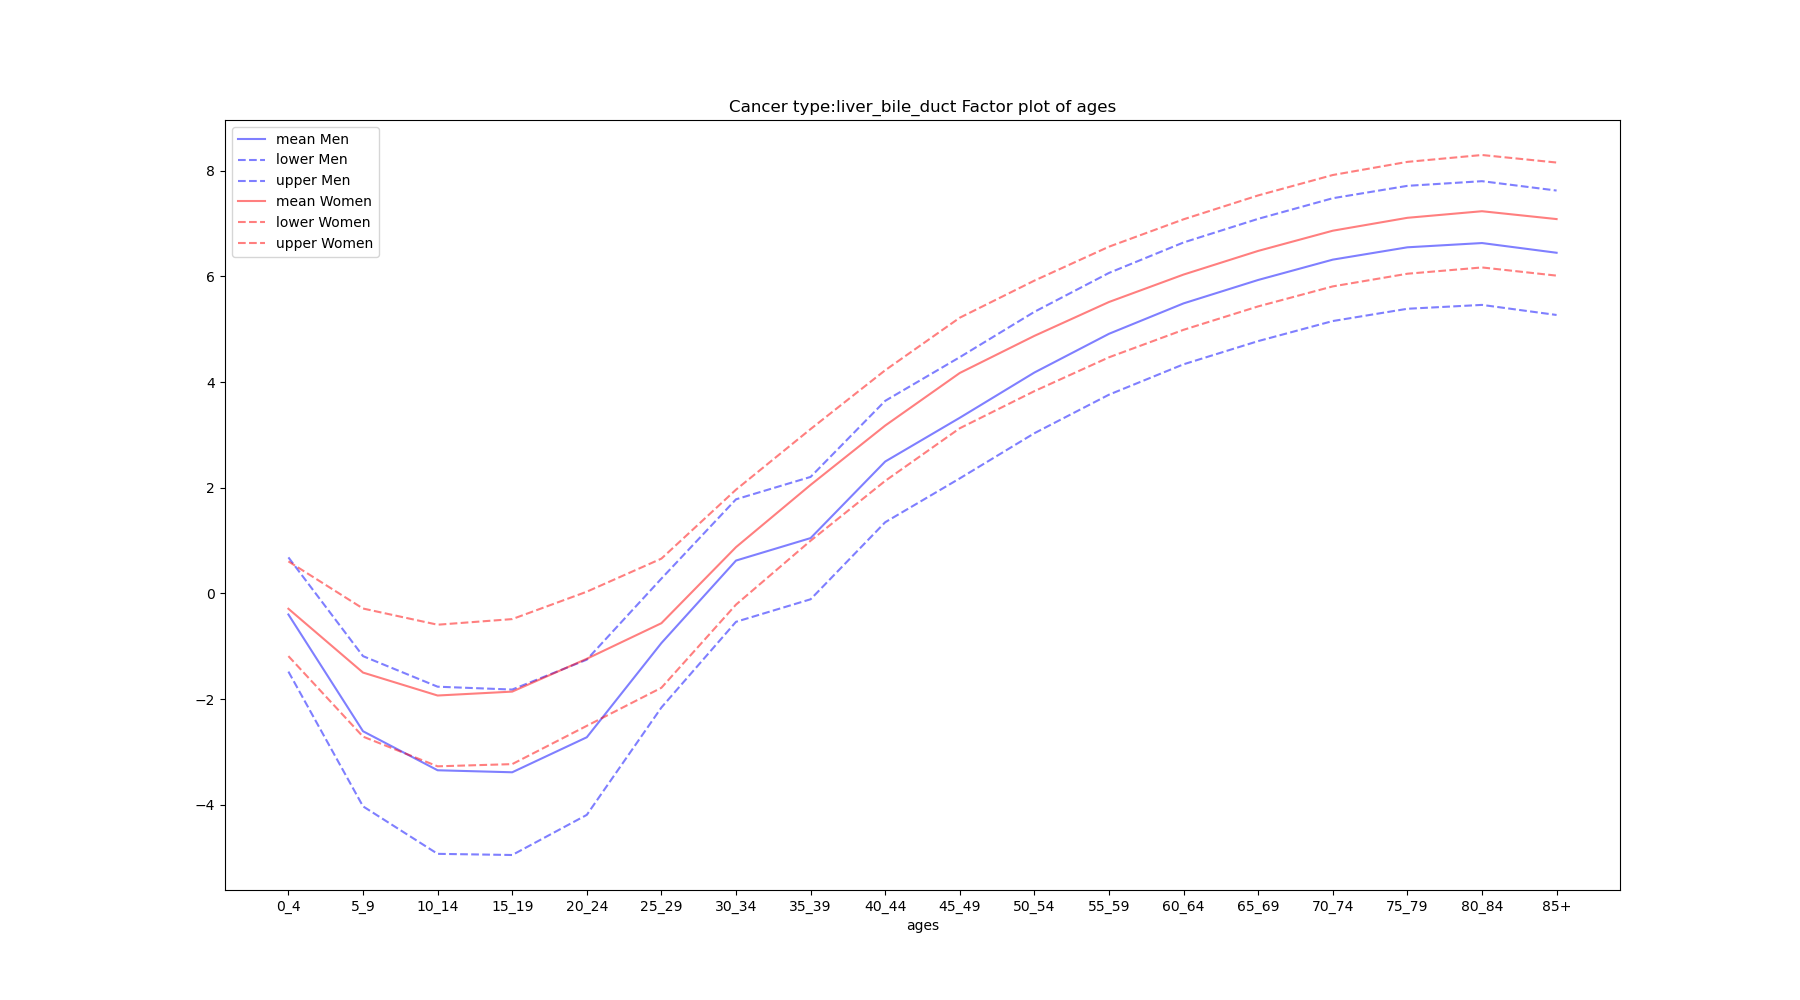 Cancer type:liver_bile_duct Factor plot of ages
mean Men
lower Men
upper Men
mean Women
lower Women
upper Women
8
6
4
2
0
−2
−4
0_4 5_9 10_14 15_19 20_24 25_29 30_34 35_39 40_44 45_49 50_54 55_59 60_64 65_69 70_74 75_79 80_84 85+
ages